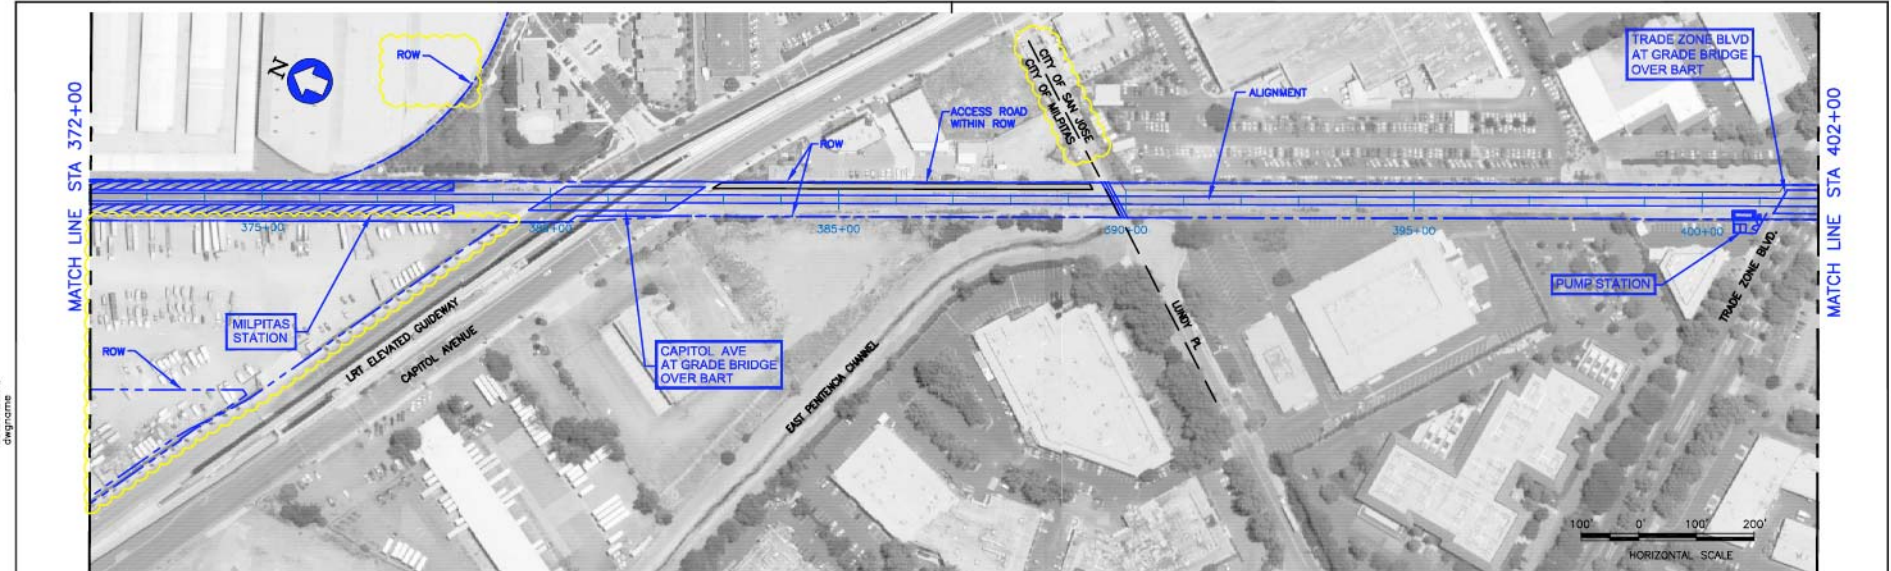 N
ROW
MATCH LINE STA 372+00
CITY OF SAN JOSE
CITY OF MILPITAS
TRADE ZONE BLVD
AT GRADE BRIDGE
OVER BART
ALIGNMENT
ACCESS ROAD
WITHIN ROW
ROW
MATCH LINE STA 402+00
375+00
380+00
385+00
390+00
395+00
400+00
MILPITAS
STATION
ROW
LRT ELEVATED GUIDEWAY
CAPITOL AVENUE
CAPITOL AVE
AT GRADE BRIDGE
OVER BART
EAST PENITENCIA CHANNEL
LUNDY PL
PUMP STATION
TRADE ZONE BLVD.
100' 0' 100' 200'
HORIZONTAL SCALE
dwgname